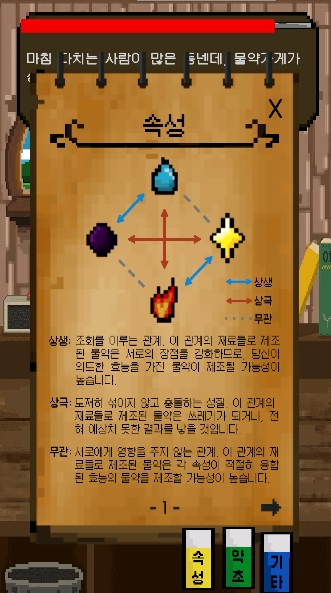 마침 다치는 사람이 많은 동넨데, 물약가게가
X
속성
상생
상극
무관
상생: 조화를 이루는 관계. 이 관계의 재료들로 제조
된 물약은 서로의 장점을 강화하므로, 당신이
의도한 효능을 가진 물약이 제조될 가능성이
높습니다.
상극: 도저히 섞이지 않고 충돌하는 성질. 이 관계의
재료들로 제조된 물약은 쓰레기가 되거나, 전
혀 예상치 못한 결과를 낳을 것입니다.
무관: 서로에게 영향을 주지 않는 관계. 이 관계의 재
료들로 제조된 물약은 각 속성이 적절히 융합
된 효능의 물약을 제조할 가능성이 높습니다.
- 1 -
속성
약초
기타